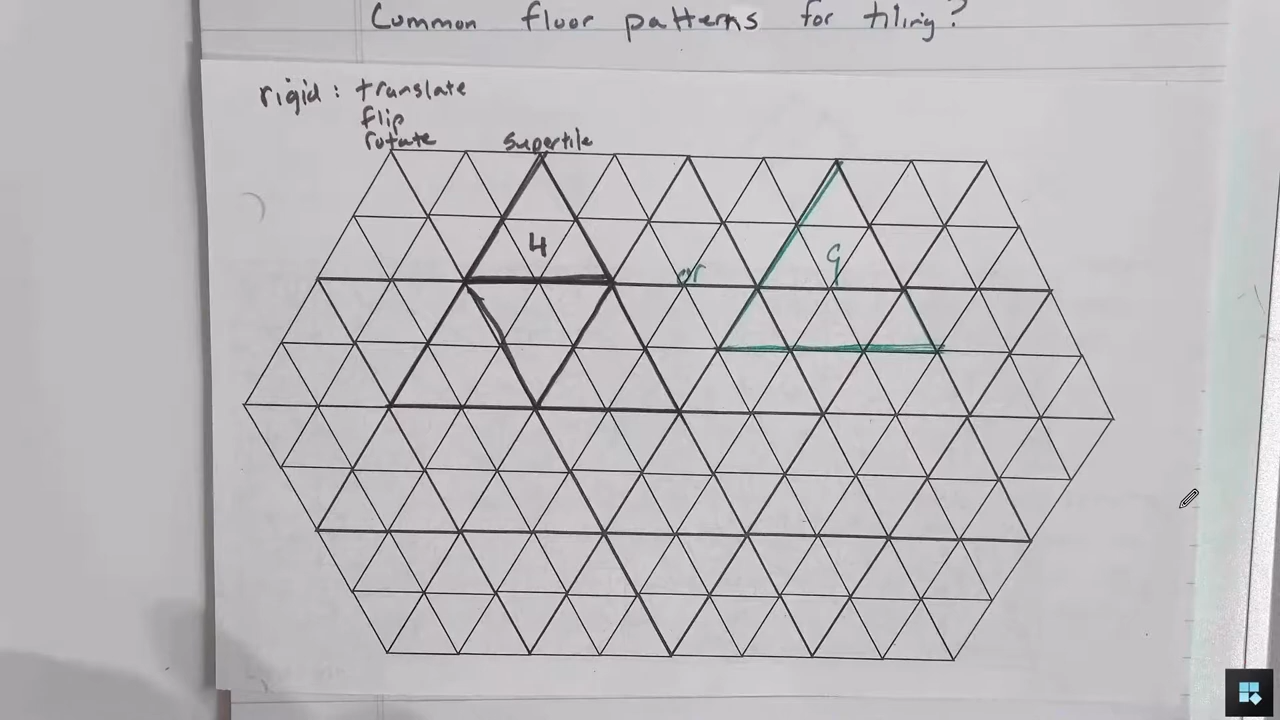 Common floor patterns for tiling?
rigid: translate
flip
rotate
supertile
4
or
9